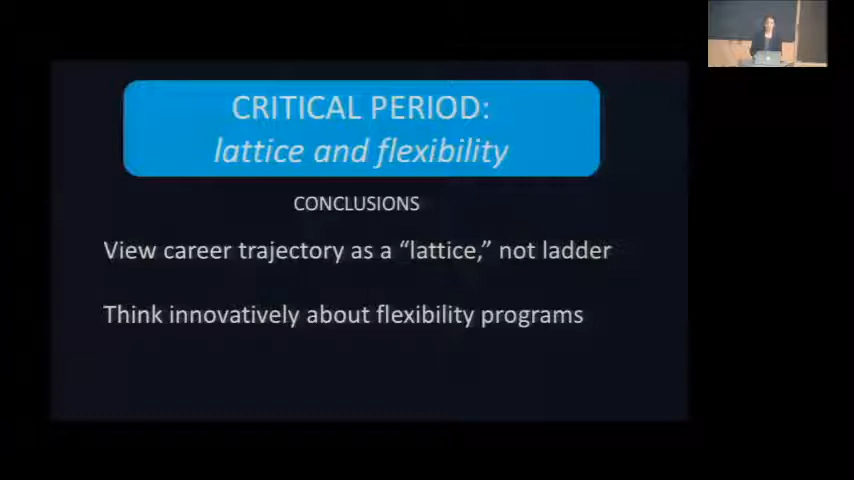 CRITICAL PERIOD:
lattice and flexibility
CONCLUSIONS
View career trajectory as a “lattice,” not ladder
Think innovatively about flexibility programs